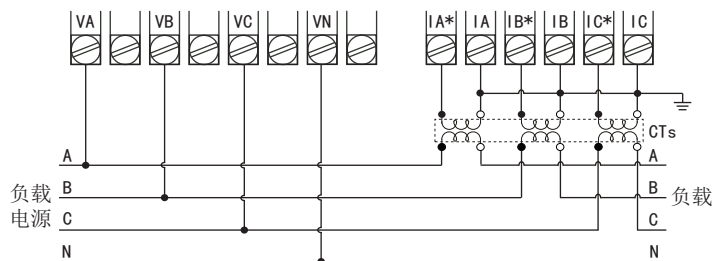 VA VB VC VN IA* IA IB* IB IC* IC
CTs
A A
负载 B B 负载
电源 C C
N N